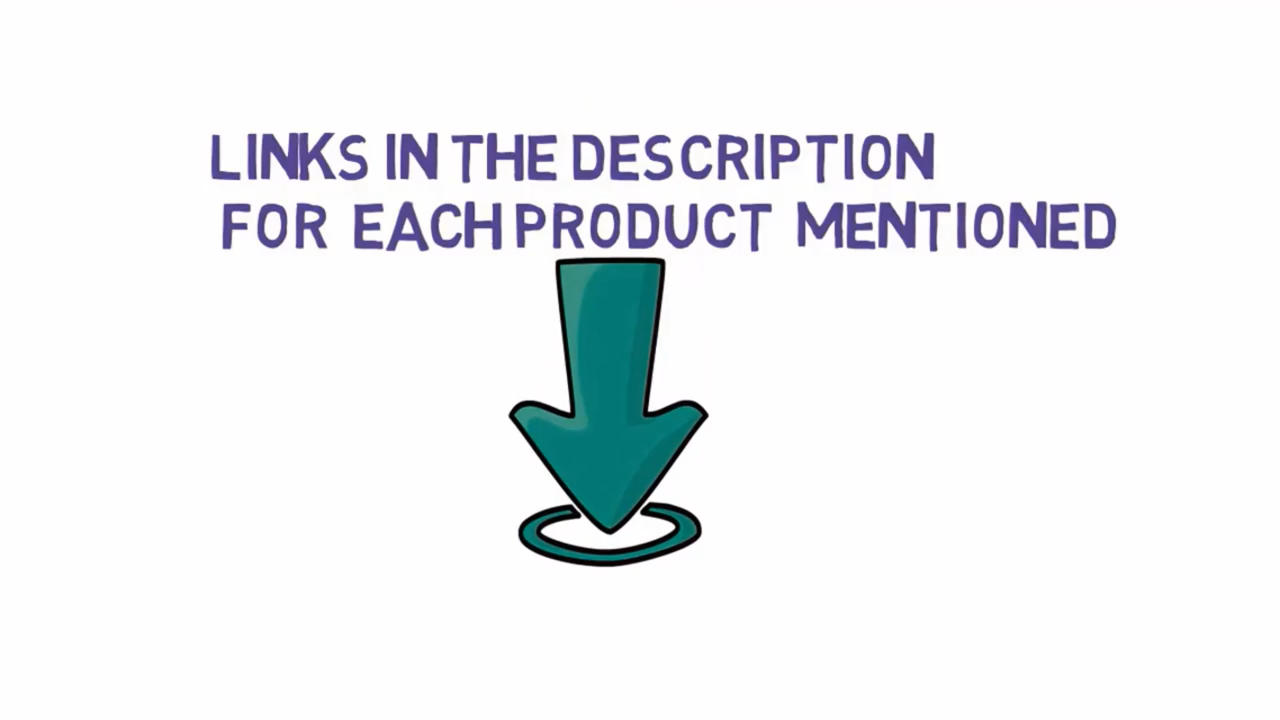 LINKS IN THE DESCRIPTION
FOR EACH PRODUCT MENTIONED